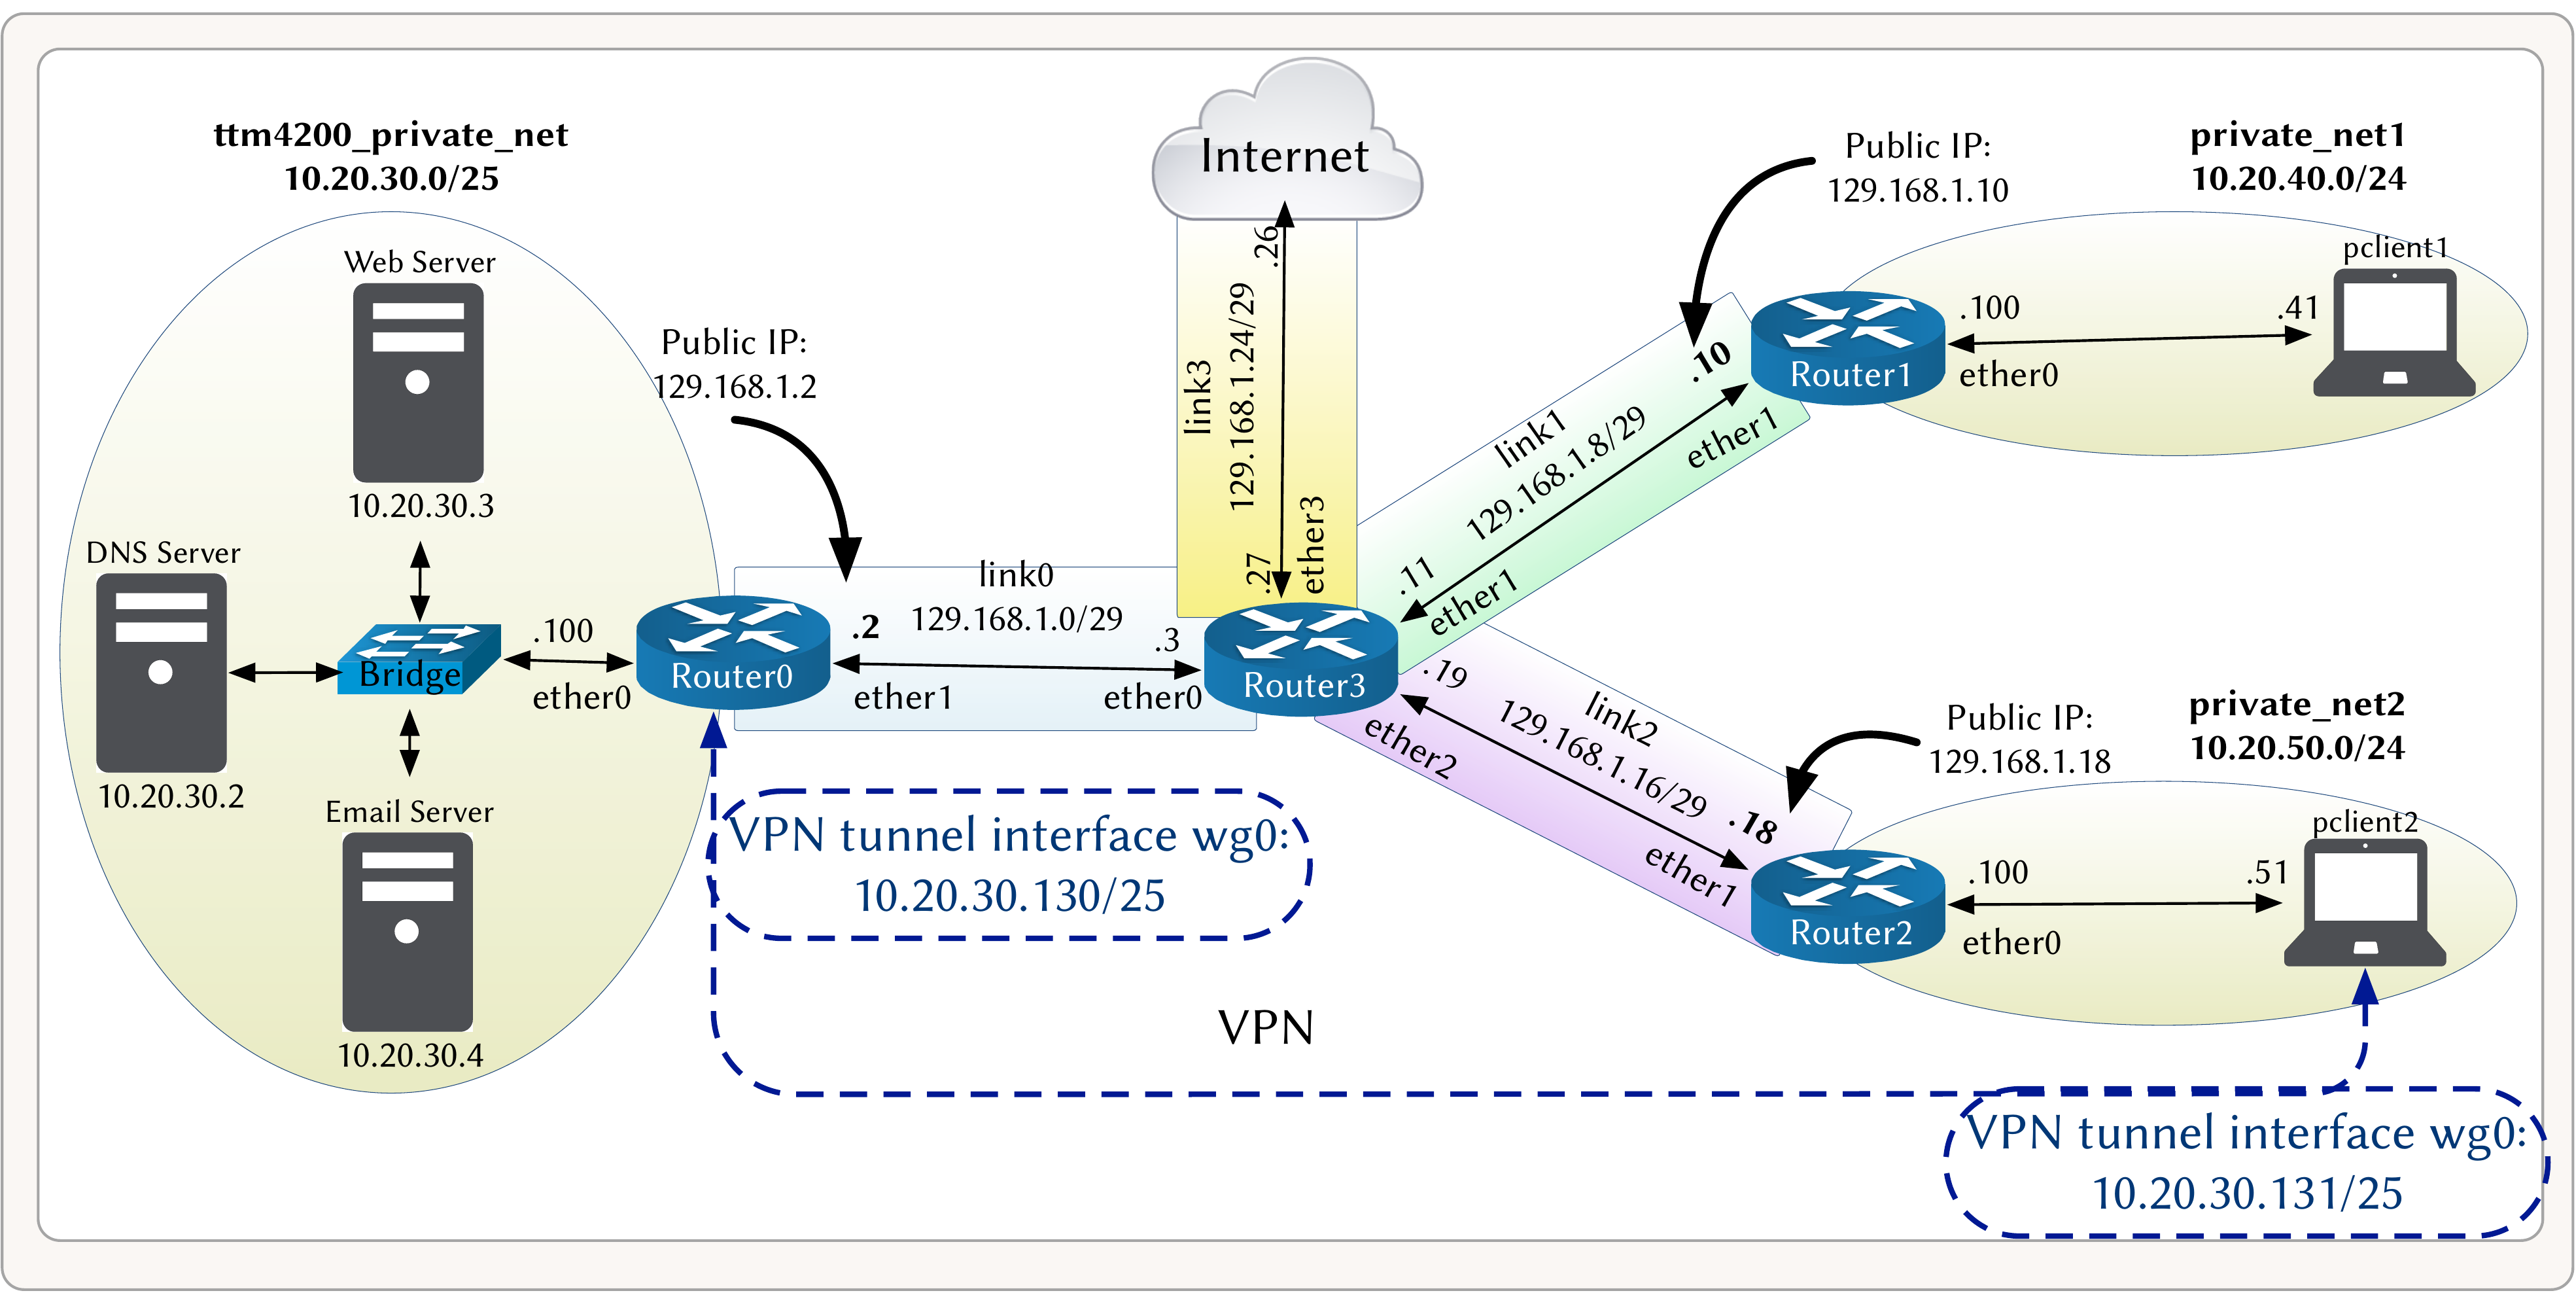 ttm4200_private_net
10.20.30.0/25
Web Server
10.20.30.3
DNS Server
10.20.30.2
Bridge
Email Server
10.20.30.4
.100
ether0
Router0
Public IP:
129.168.1.2
.2
ether1
link0
129.168.1.0/29
.3
ether0
Router3
Internet
.26
link3
129.168.1.24/29
.27
ether3
link1
129.168.1.8/29
.11
ether1
.10
ether1
Public IP:
129.168.1.10
Router1
private_net1
10.20.40.0/24
.100
ether0
.41
pclient1
.19
ether2
link2
129.168.1.16/29
.18
ether1
Public IP:
129.168.1.18
Router2
private_net2
10.20.50.0/24
.100
ether0
.51
pclient2
VPN tunnel interface wg0:
10.20.30.130/25
VPN
VPN tunnel interface wg0:
10.20.30.131/25